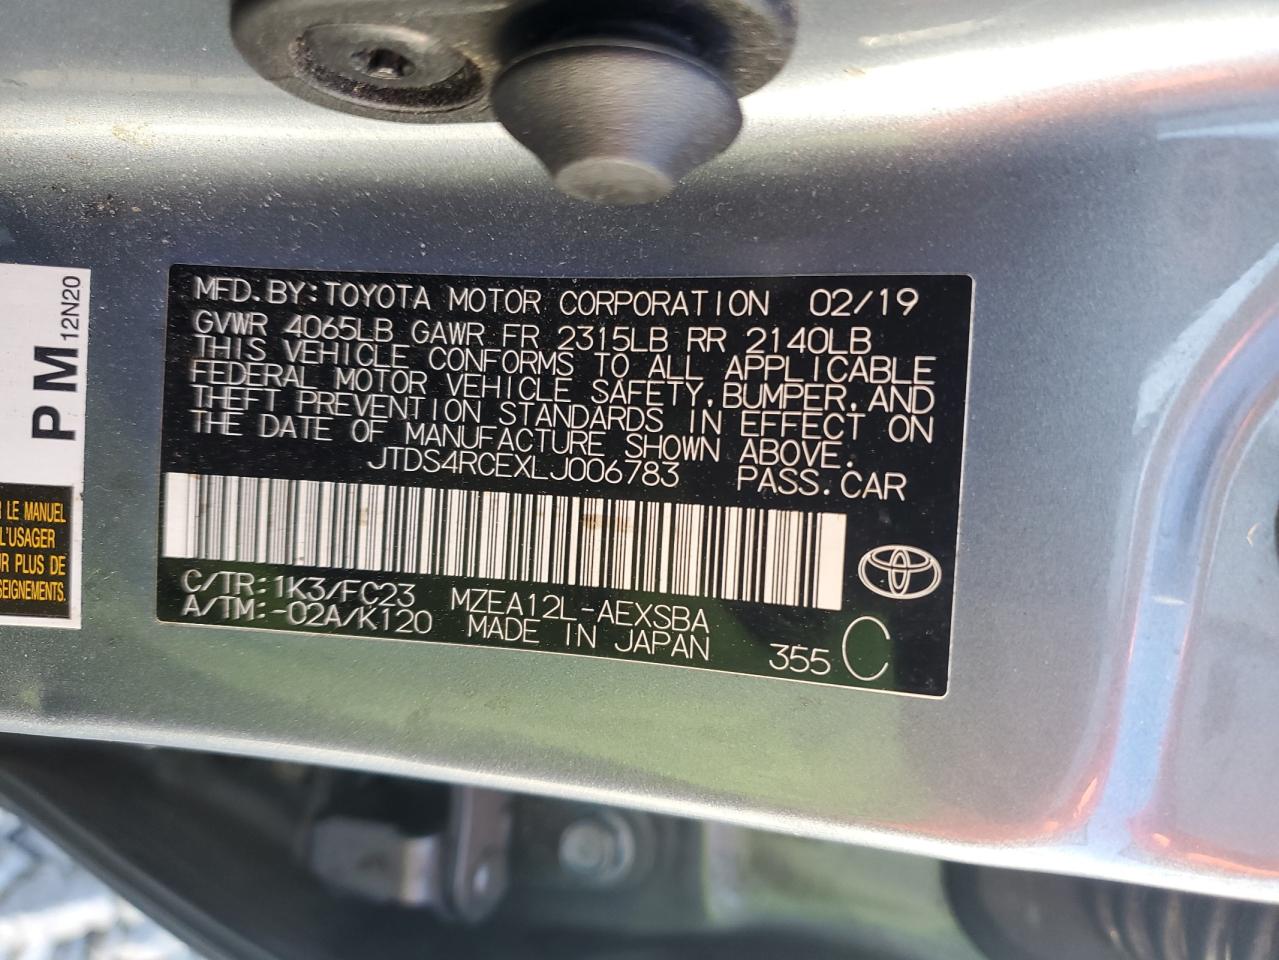 MFD. BY: TOYOTA MOTOR CORPORATION 02/19
GVWR 4065LB GAWR FR 2315LB RR 2140LB
THIS VEHICLE CONFORMS TO ALL APPLICABLE
FEDERAL MOTOR VEHICLE SAFETY, BUMPER, AND
THEFT PREVENTION STANDARDS IN EFFECT ON
THE DATE OF MANUFACTURE SHOWN ABOVE.
JTDS4RCEXLJ006783 PASS. CAR
C/TR: 1K3/FC23 MZEA12L-AEXSBA
A/TM: -02A/K120 MADE IN JAPAN 355 C
PM 12N20
LE MANUEL
L'USAGER
PLUS DE